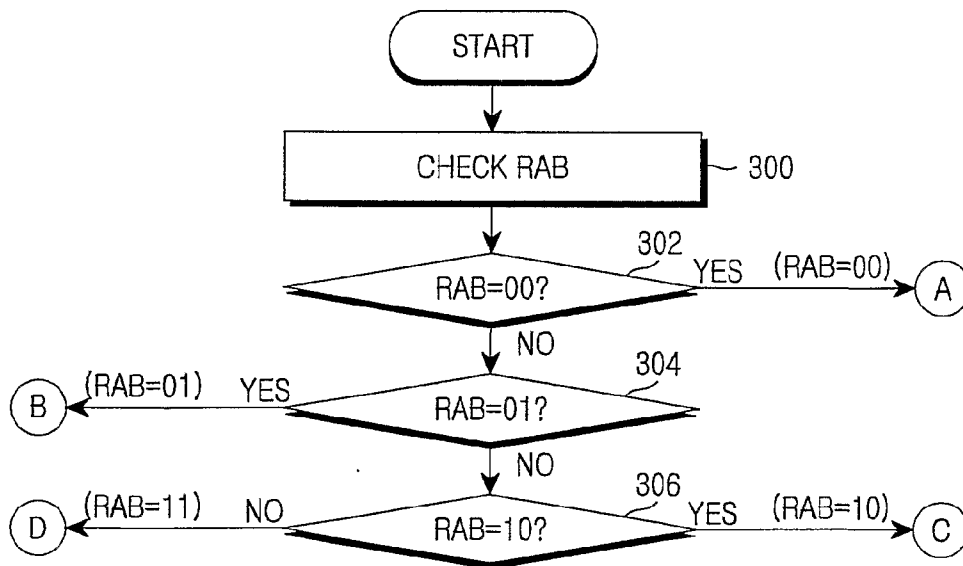 START
CHECK RAB
300
302
RAB=00?
YES
(RAB=00)
A
NO
304
B
(RAB=01)
YES
RAB=01?
NO
306
D
(RAB=11)
NO
RAB=10?
YES
(RAB=10)
C